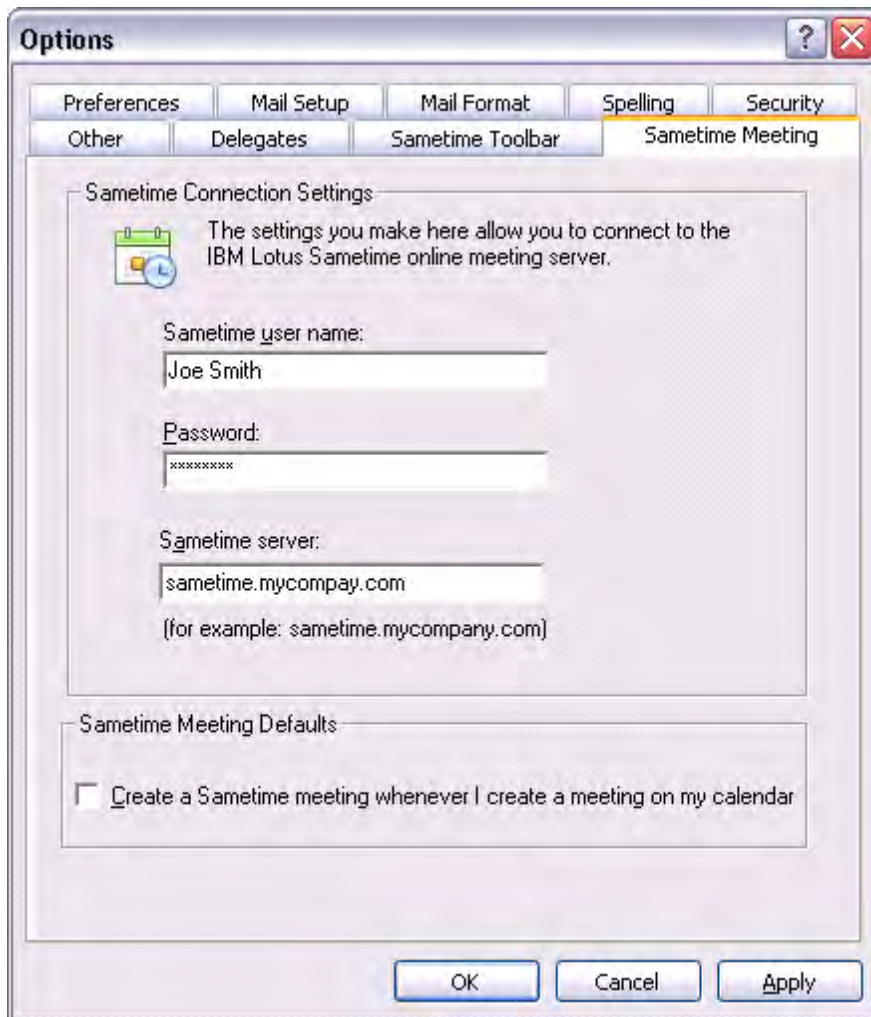 Options
Preferences Mail Setup Mail Format Spelling Security
Other Delegates Sametime Toolbar Sametime Meeting
Sametime Connection Settings
The settings you make here allow you to connect to the
IBM Lotus Sametime online meeting server.
Sametime user name:
Joe Smith
Password:
********
Sametime server:
sametime.mycompay.com
(for example: sametime.mycompany.com)
Sametime Meeting Defaults
Create a Sametime meeting whenever I create a meeting on my calendar
OK Cancel Apply